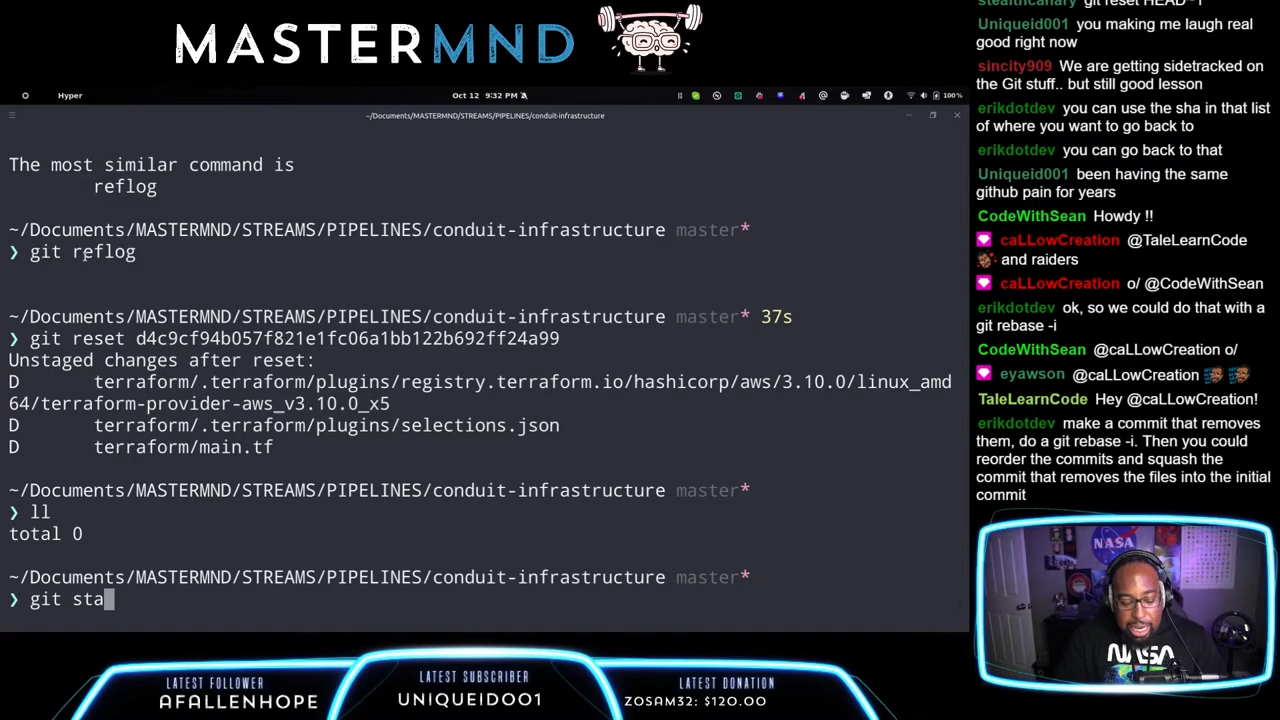 MASTERMND
Hyper
Oct 12 9:32 PM
100%
~/Documents/MASTERMND/STREAMS/PIPELINES/conduit-infrastructure
The most similar command is
reflog
~/Documents/MASTERMND/STREAMS/PIPELINES/conduit-infrastructure master*
❯ git reflog
~/Documents/MASTERMND/STREAMS/PIPELINES/conduit-infrastructure master* 37s
❯ git reset d4c9cf94b057f821e1fc06a1bb122b692ff24a99
Unstaged changes after reset:
D terraform/.terraform/plugins/registry.terraform.io/hashicorp/aws/3.10.0/linux_amd
64/terraform-provider-aws_v3.10.0_x5
D terraform/.terraform/plugins/selections.json
D terraform/main.tf
~/Documents/MASTERMND/STREAMS/PIPELINES/conduit-infrastructure master*
❯ ll
total 0
~/Documents/MASTERMND/STREAMS/PIPELINES/conduit-infrastructure master*
❯ git sta
stealthcanary git reset HEAD~1
Uniqueid001 you making me laugh real
good right now
sincity909 We are getting sidetracked on
the Git stuff.. but still good lesson
erikdotdev you can use the sha in that list
of where you want to go back to
erikdotdev you can go back to that
Uniqueid001 been having the same
github pain for years
CodeWithSean Howdy !!
caLLowCreation @TaleLearnCode
and raiders
caLLowCreation o/ @CodeWithSean
erikdotdev ok, so we could do that with a
git rebase -i
CodeWithSean @caLLowCreation o/
eyawson @caLLowCreation
TaleLearnCode Hey @caLLowCreation!
erikdotdev make a commit that removes
them, do a git rebase -i. Then you could
reorder the commits and squash the
commit that removes the files into the initial
commit
NASA
NASA
LATEST FOLLOWER
AFALLENHOPE
LATEST SUBSCRIBER
UNIQUEID001
LATEST DONATION
ZOSAM32: $120.00